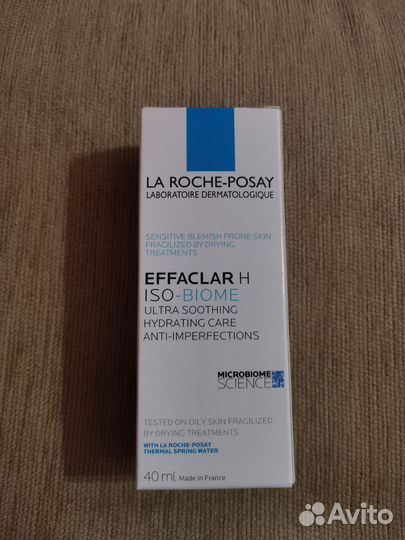 LA ROCHE-POSAY
LABORATOIRE DERMATOLOGIQUE
SENSITIVE BLEMISH PRONE SKIN
FRAGILIZED BY DRYING
TREATMENTS
EFFACLAR H
ISO-BIOME
ULTRA SOOTHING
HYDRATING CARE
ANTI-IMPERFECTIONS
MICROBIOME
SCIENCE
TESTED ON OILY SKIN FRAGILIZED
BY DRYING TREATMENTS
WITH LA ROCHE-POSAY
THERMAL SPRING WATER
40 ml Made in France
Avito